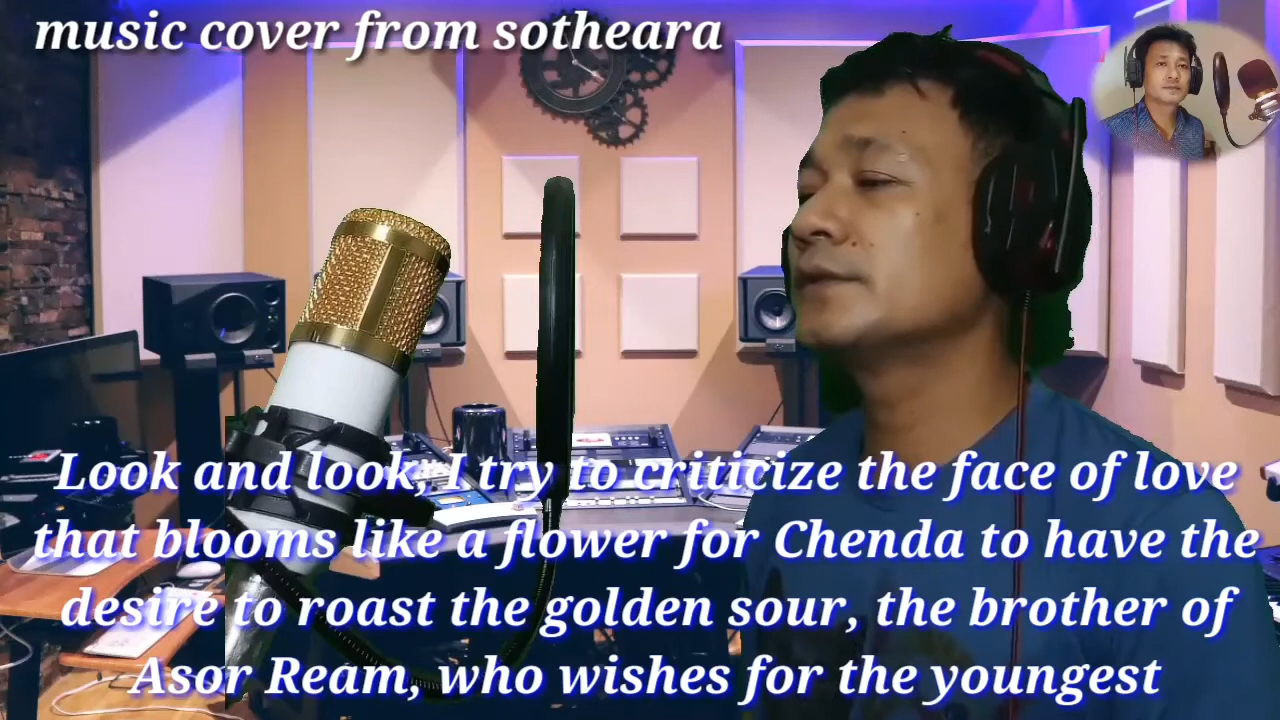 music cover from sotheara
Look and look, I try to criticize the face of love
that blooms like a flower for Chenda to have the
desire to roast the golden sour, the brother of
Asor Ream, who wishes for the youngest